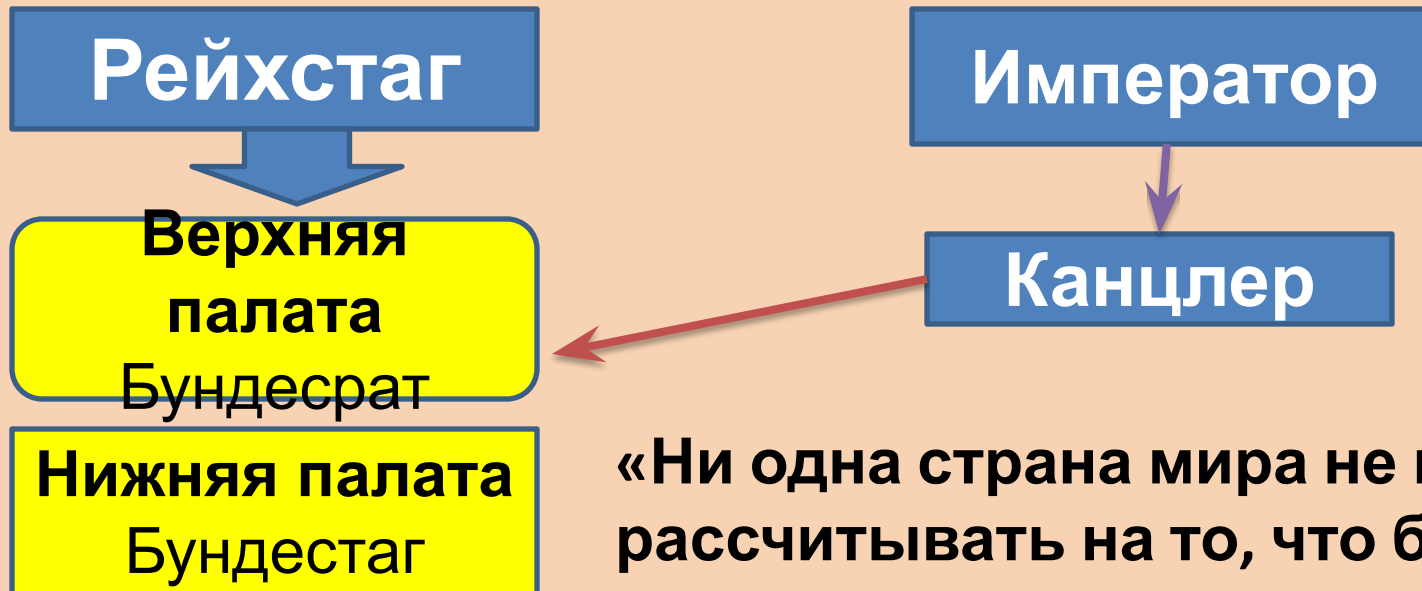 Рейхстаг
Император
Верхняя
палата
Бундесрат
Канцлер
Нижняя палата
Бундестаг
«Ни одна страна мира не
рассчитывать на то, что